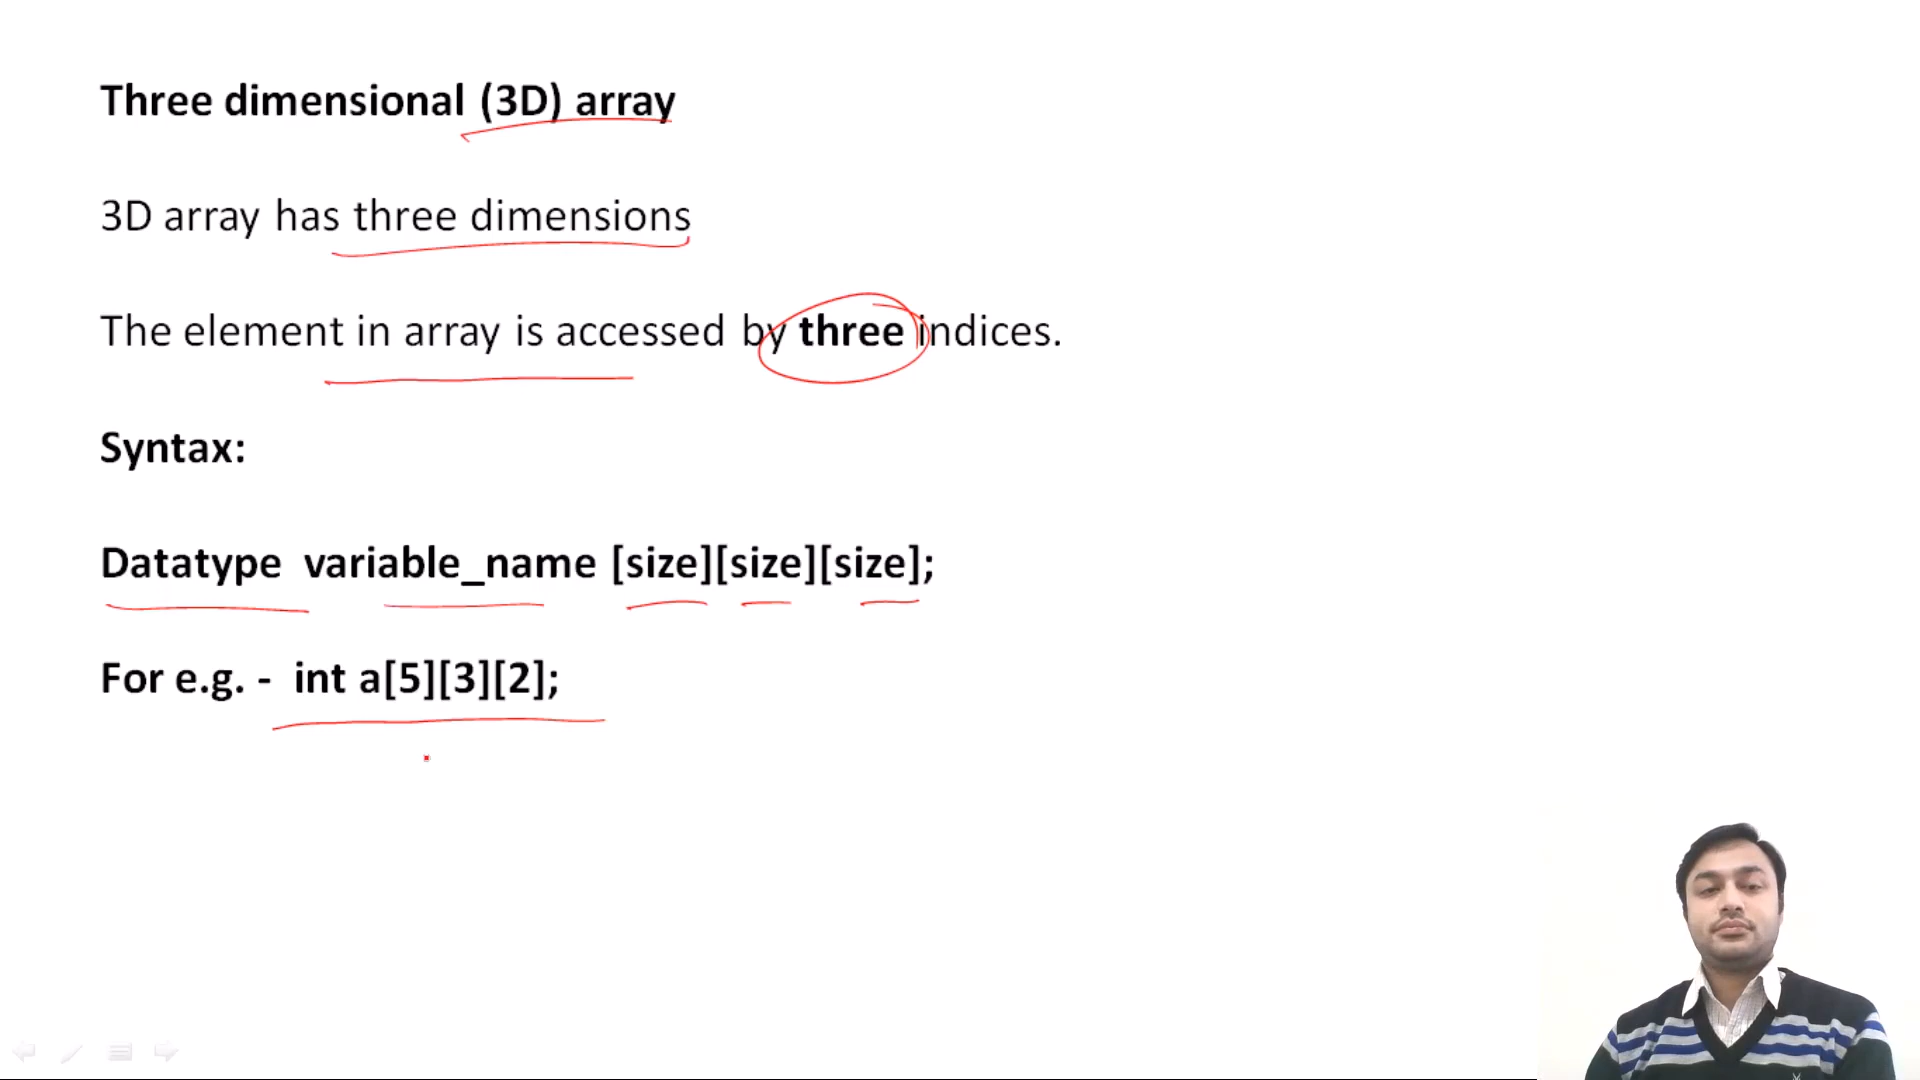 Three dimensional (3D) array
3D array has three dimensions
The element in array is accessed by three indices.
Syntax:
Datatype  variable_name [size][size][size];
For e.g. -  int a[5][3][2];